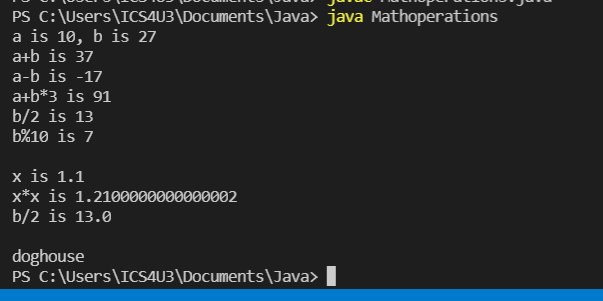 PS C:\Users\ICS4U3\Documents\Java> javac Mathoperations.java
PS C:\Users\ICS4U3\Documents\Java> java Mathoperations
a is 10, b is 27
a+b is 37
a-b is -17
a+b*3 is 91
b/2 is 13
b%10 is 7
x is 1.1
x*x is 1.2100000000000002
b/2 is 13.0
doghouse
PS C:\Users\ICS4U3\Documents\Java>